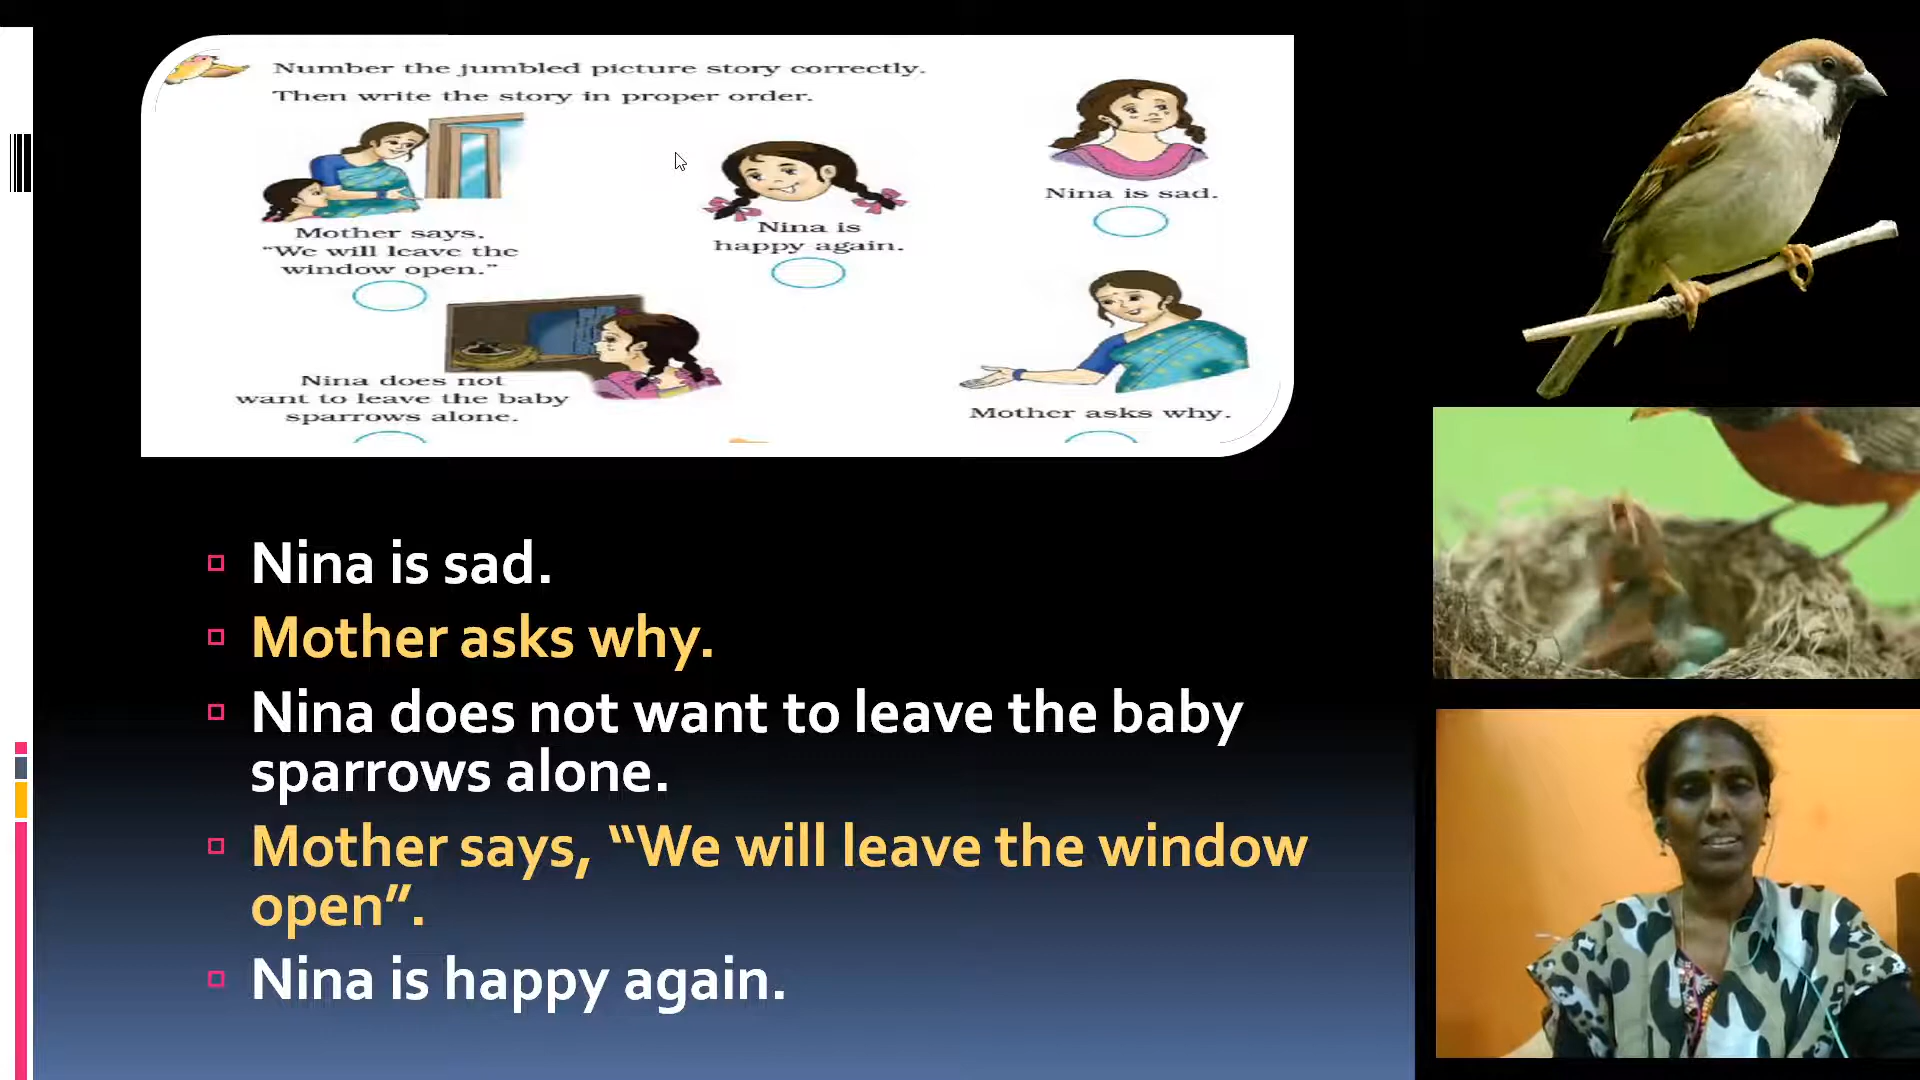 Number the jumbled picture story correctly.
Then write the story in proper order.
Mother says.
“We will leave the
window open.”
Nina is
happy again.
Nina is sad.
Nina does not
want to leave the baby
sparrows alone.
Mother asks why.
Nina is sad.
Mother asks why.
Nina does not want to leave the baby
sparrows alone.
Mother says, “We will leave the window
open”.
Nina is happy again.